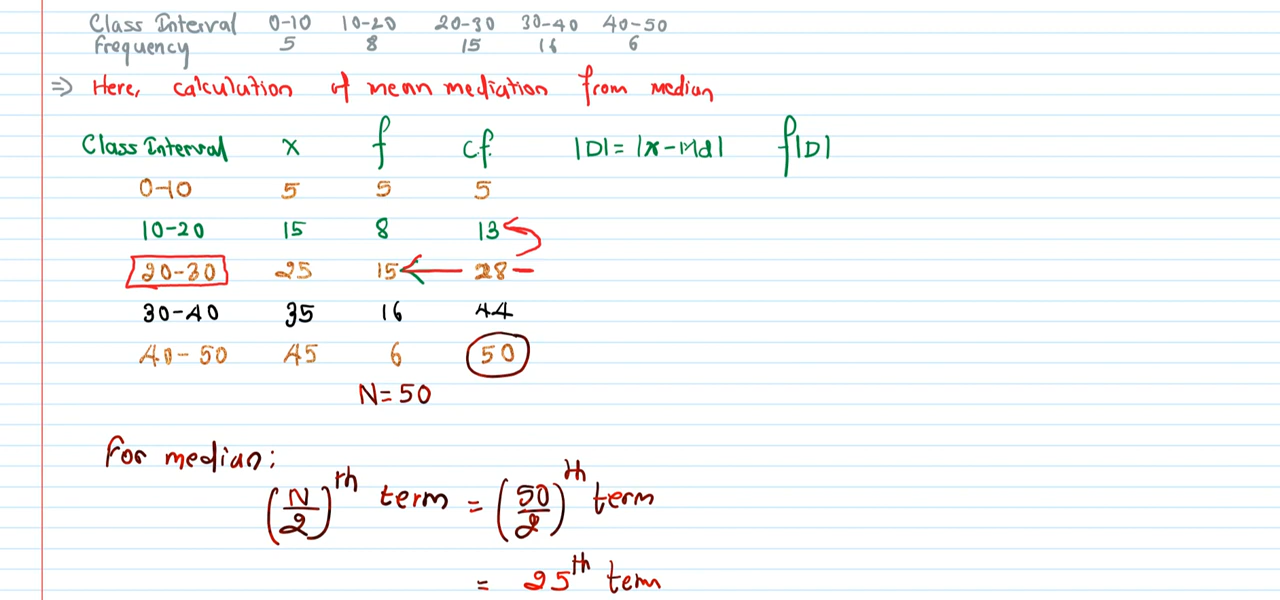 Class Interval 0-10 10-20 20-30 30-40 40-50
frequency 5 8 15 16 6
⇒ Here, calculation of mean mediation from median
Class Interval x f cf. |D|= |x-Md| f|D|
0-10 5 5 5
10-20 15 8 13
20-30 25 15 28
30-40 35 16 44
40-50 45 6 50
N=50
For median:
(N/2)th term = (50/2)th term
= 25th term